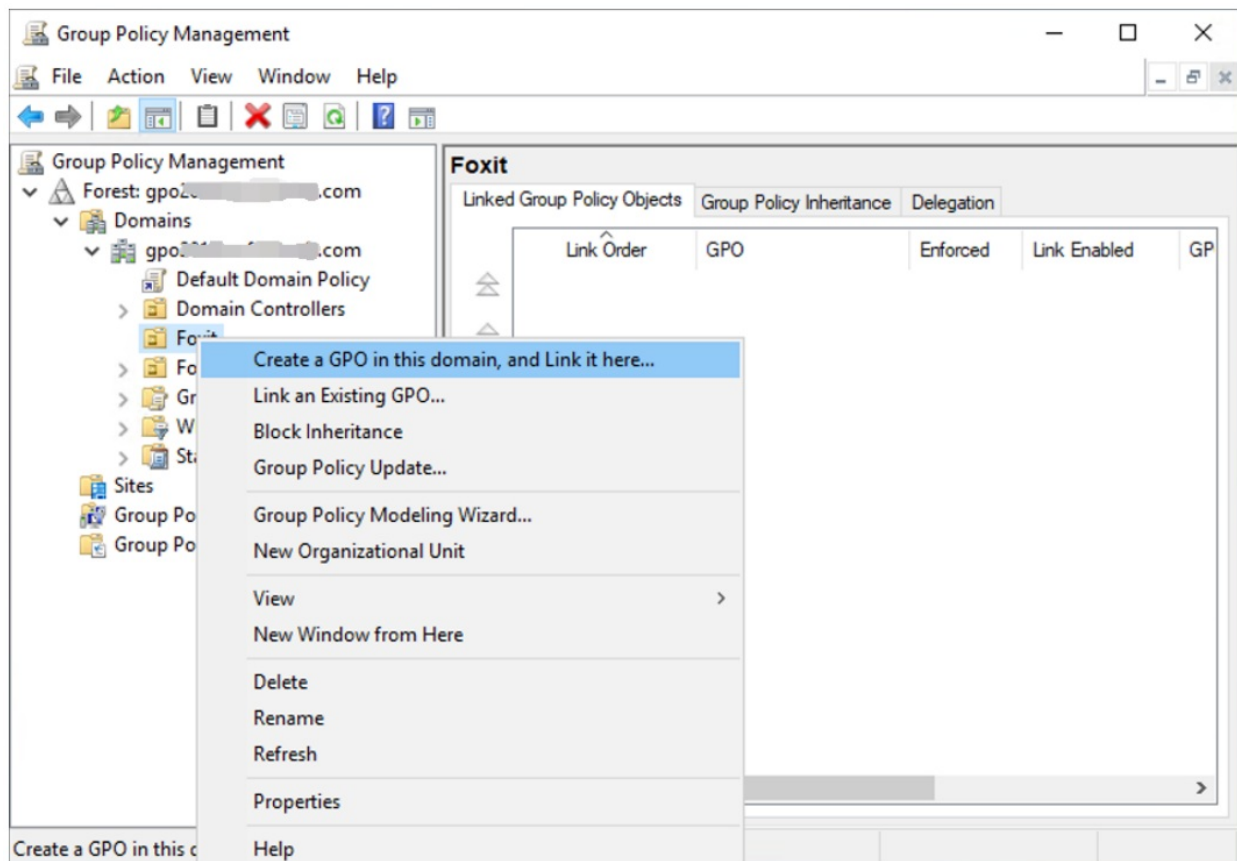 Group Policy Management
File Action View Window Help
Group Policy Management
Forest: gpo .com
Domains
gpo .com
Default Domain Policy
Domain Controllers
Foxit
Fo
Gr
W
Sta
Sites
Group Po
Group Po
Foxit
Linked Group Policy Objects Group Policy Inheritance Delegation
Link Order GPO Enforced Link Enabled GP
Create a GPO in this domain, and Link it here...
Link an Existing GPO...
Block Inheritance
Group Policy Update...
Group Policy Modeling Wizard...
New Organizational Unit
View
New Window from Here
Delete
Rename
Refresh
Properties
Help
Create a GPO in this